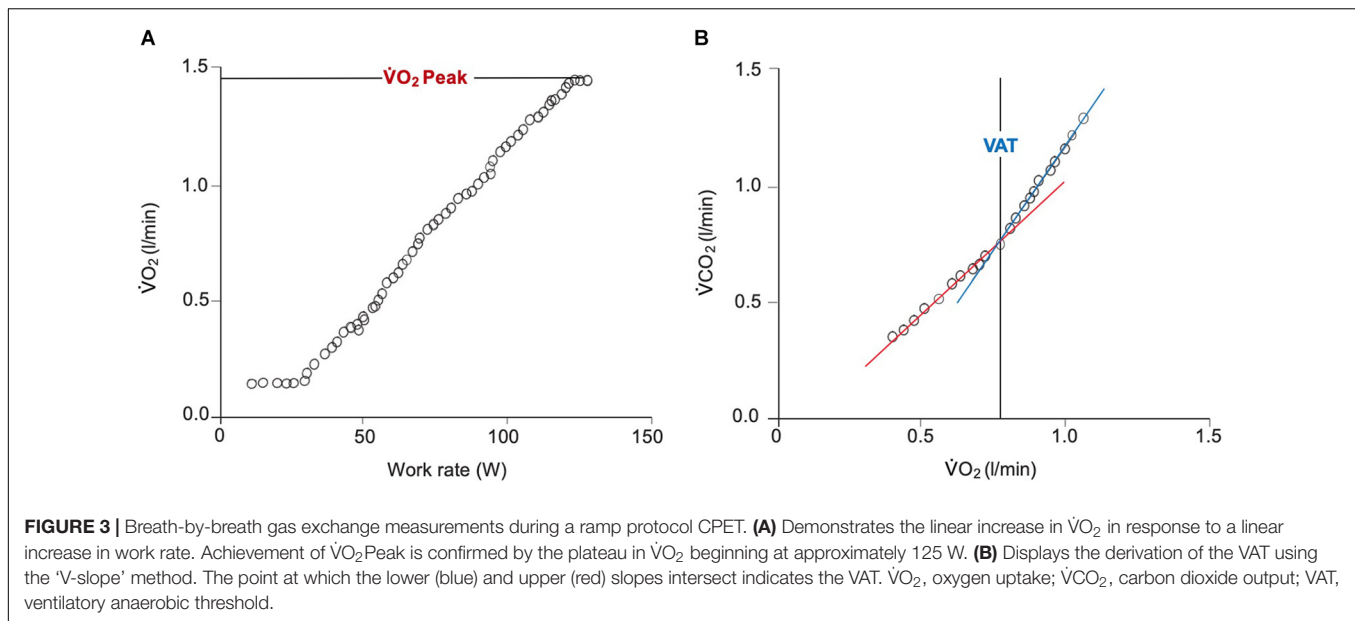 A
1.5
V̇O₂ Peak
1.0
V̇O₂ (l/min)
0.5
0.0
0
50
100
150
Work rate (W)
B
1.5
VAT
1.0
V̇CO₂ (l/min)
0.5
0.0
0
0.5
1.0
1.5
V̇O₂ (l/min)
FIGURE 3 | Breath-by-breath gas exchange measurements during a ramp protocol CPET. (A) Demonstrates the linear increase in V̇O₂ in response to a linear
increase in work rate. Achievement of V̇O₂Peak is confirmed by the plateau in V̇O₂ beginning at approximately 125 W. (B) Displays the derivation of the VAT using
the ‘V-slope’ method. The point at which the lower (blue) and upper (red) slopes intersect indicates the VAT. V̇O₂, oxygen uptake; V̇CO₂, carbon dioxide output; VAT,
ventilatory anaerobic threshold.